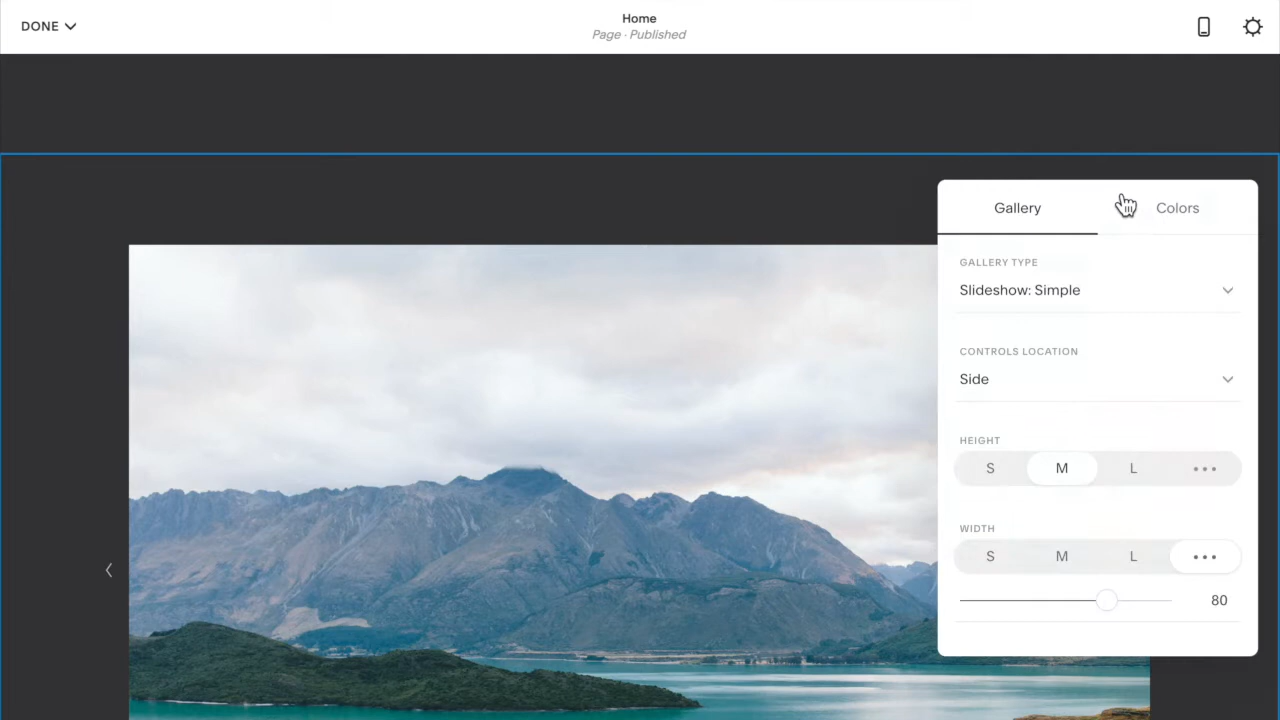 DONE
Home
Page · Published
Gallery
Colors
GALLERY TYPE
Slideshow: Simple
CONTROLS LOCATION
Side
HEIGHT
S M L •••
WIDTH
S M L •••
80